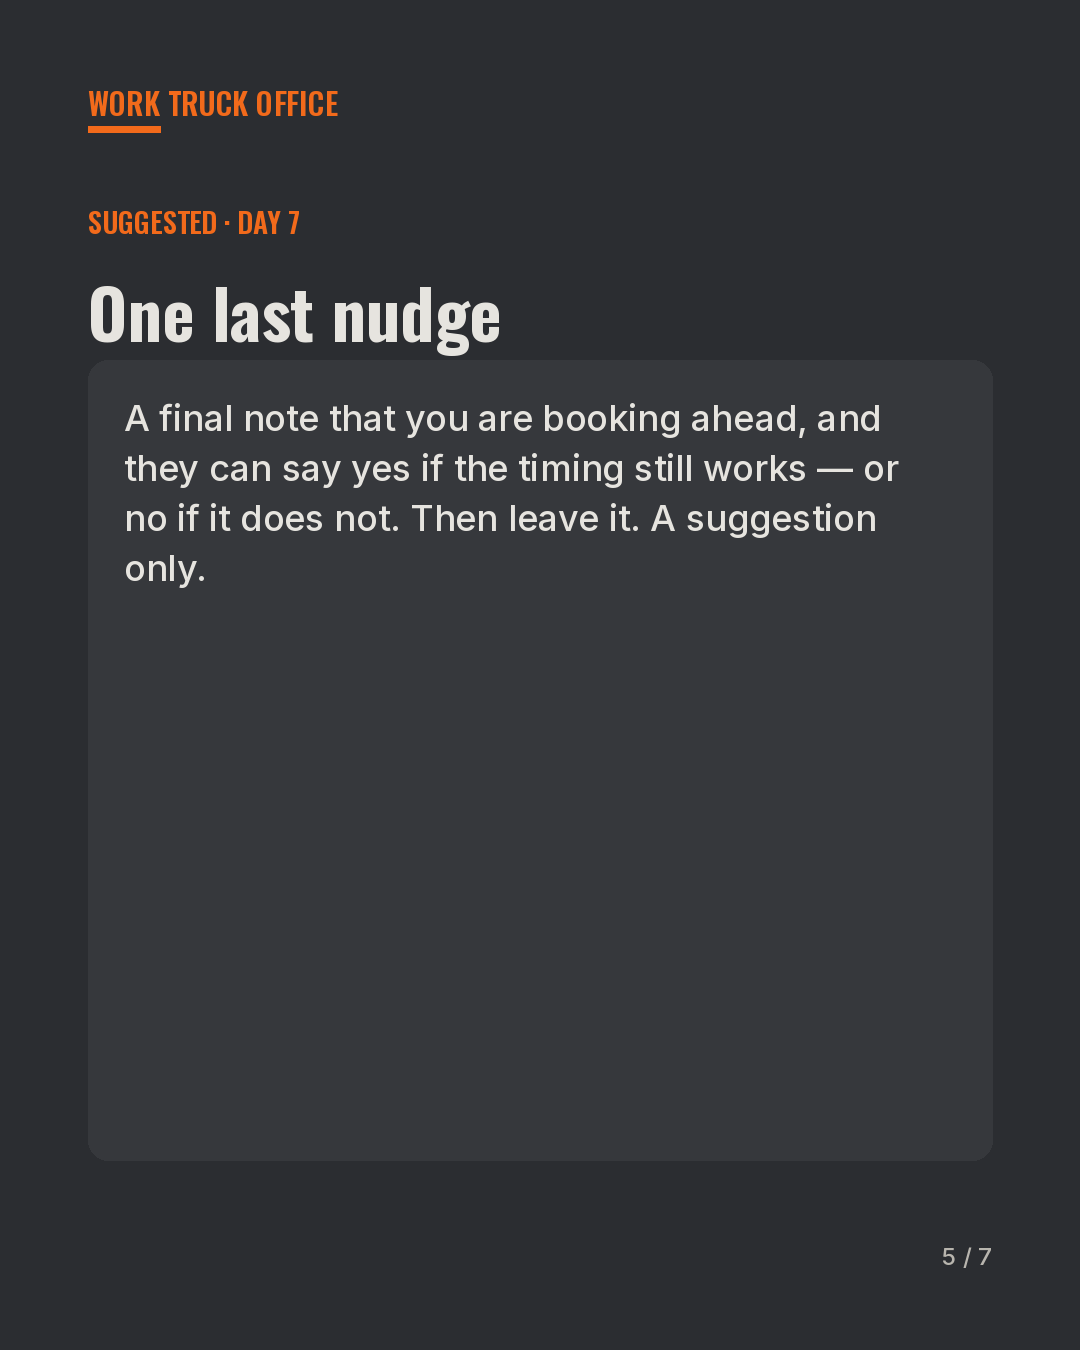 WORK TRUCK OFFICE
SUGGESTED · DAY 7
One last nudge
A final note that you are booking ahead, and
they can say yes if the timing still works — or
no if it does not. Then leave it. A suggestion
only.
5 / 7